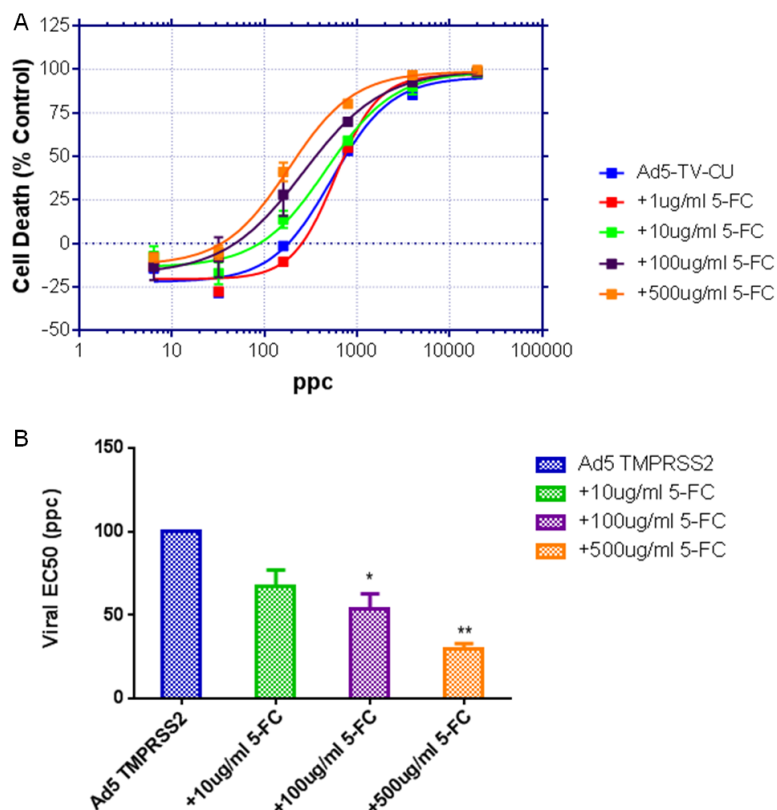 A
Cell Death (% Control)
125
100
75
50
25
0
−25
−50
1
10
100
1000
10000
100000
ppc
Ad5-TV-CU
+1ug/ml 5-FC
+10ug/ml 5-FC
+100ug/ml 5-FC
+500ug/ml 5-FC
B
Viral EC50 (ppc)
150
100
50
0
*
**
Ad5 TMPRSS2
+10ug/ml 5-FC
+100ug/ml 5-FC
+500ug/ml 5-FC
Ad5 TMPRSS2
+10ug/ml 5-FC
+100ug/ml 5-FC
+500ug/ml 5-FC